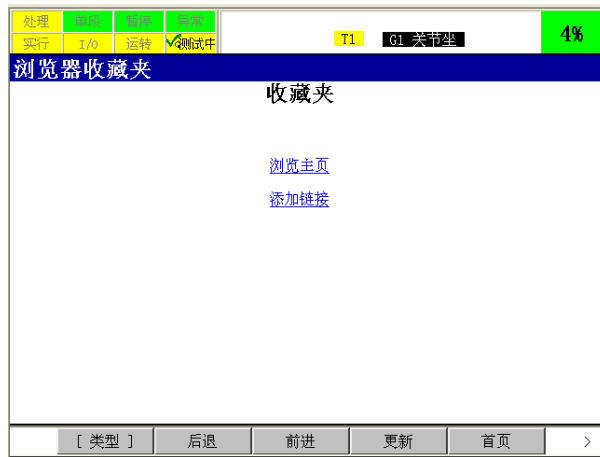 处理 单段 暂停 异常
实行 I/O 运转 测试中
T1 G1 关节坐 4%
浏览器收藏夹
收藏夹
浏览主页
添加链接
[ 类型 ] 后退 前进 更新 首页 >